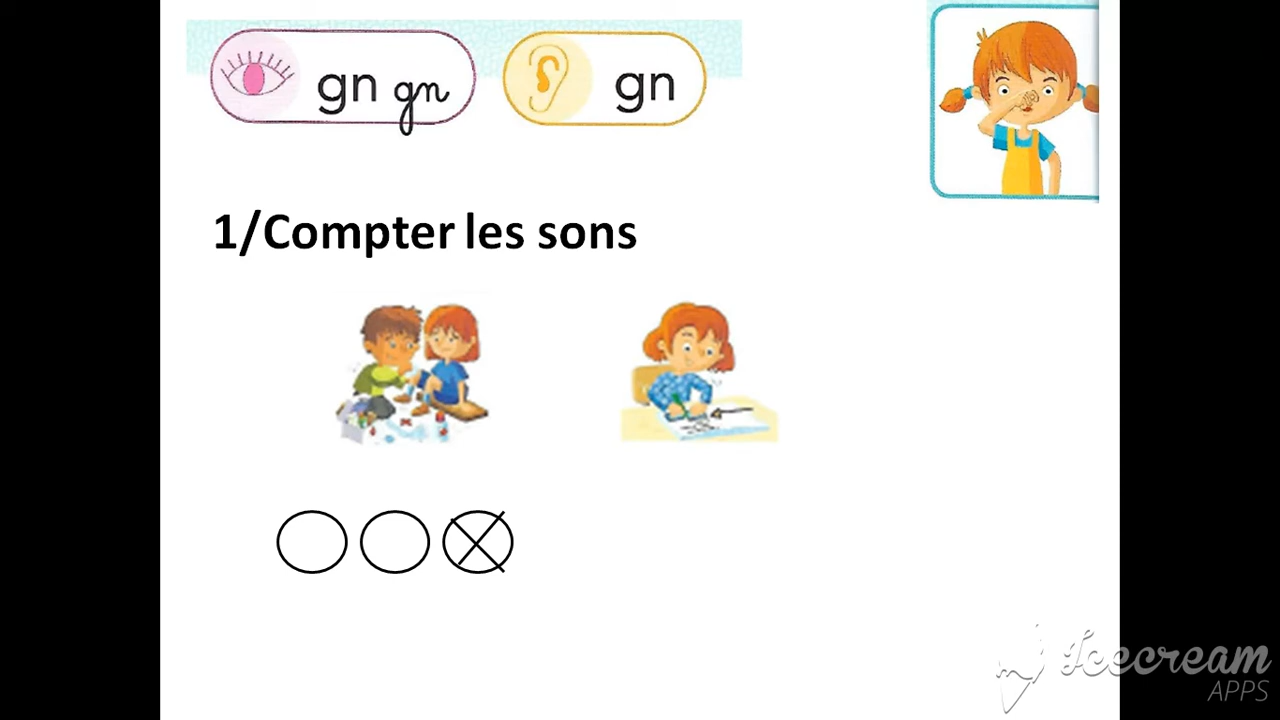 gn gn
gn
1/Compter les sons
Icecream
APPS